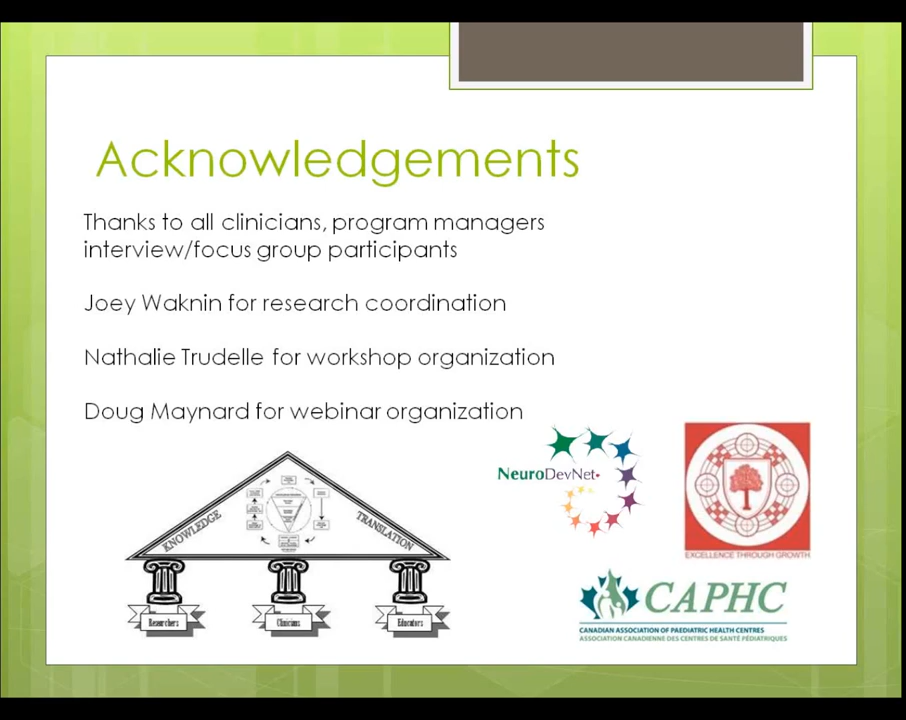 Acknowledgements
Thanks to all clinicians, program managers
interview/focus group participants
Joey Waknin for research coordination
Nathalie Trudelle for workshop organization
Doug Maynard for webinar organization
KNOWLEDGE
TRANSLATION
Researchers
Clinicians
Educators
NeuroDevNet
EXCELLENCE THROUGH GROWTH
CAPHC
CANADIAN ASSOCIATION OF PAEDIATRIC HEALTH CENTRES
ASSOCIATION CANADIENNE DES CENTRES DE SANTÉ PÉDIATRIQUES